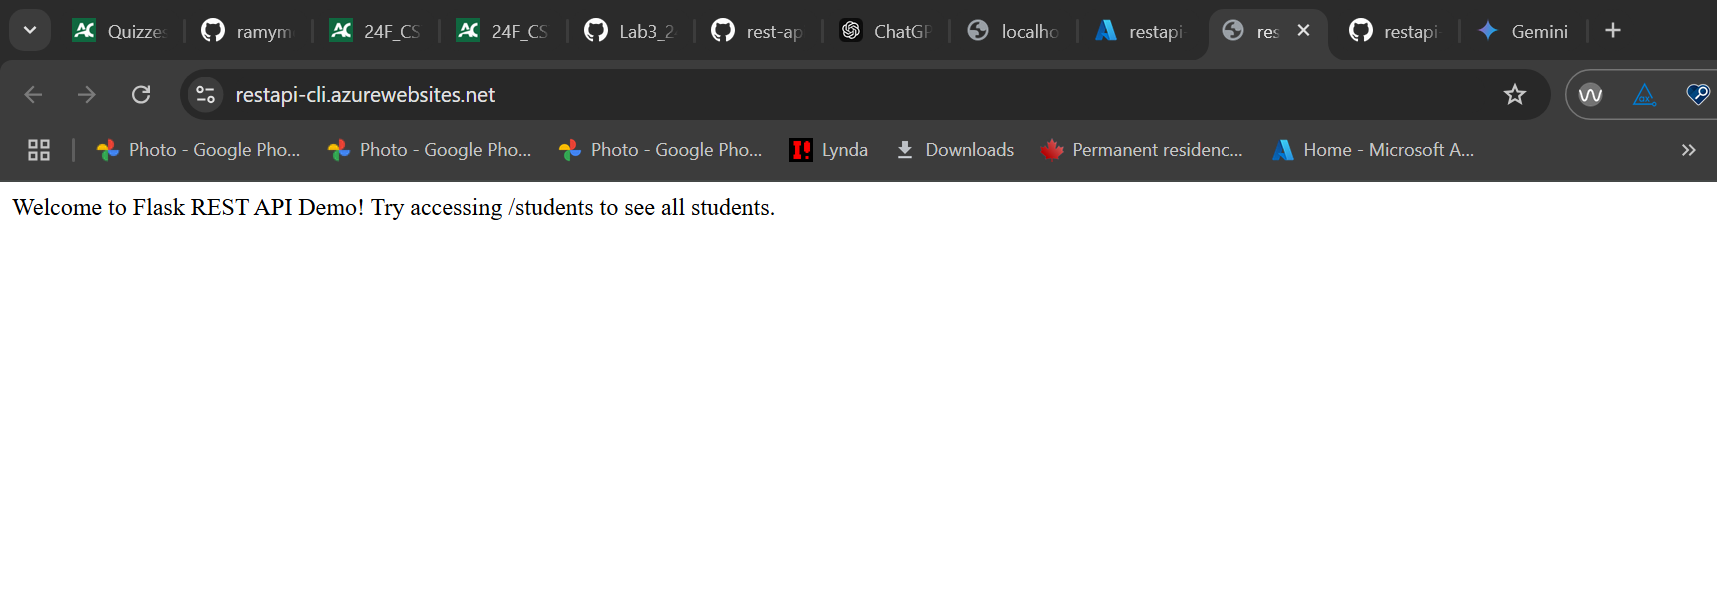 Quizzes
ramym
24F_CS
24F_CS
Lab3_2
rest-ap
ChatGP
localho
restapi-
res
restapi-
Gemini
restapi-cli.azurewebsites.net
Photo - Google Pho...
Photo - Google Pho...
Photo - Google Pho...
Lynda
Downloads
Permanent residenc...
Home - Microsoft A...
Welcome to Flask REST API Demo! Try accessing /students to see all students.